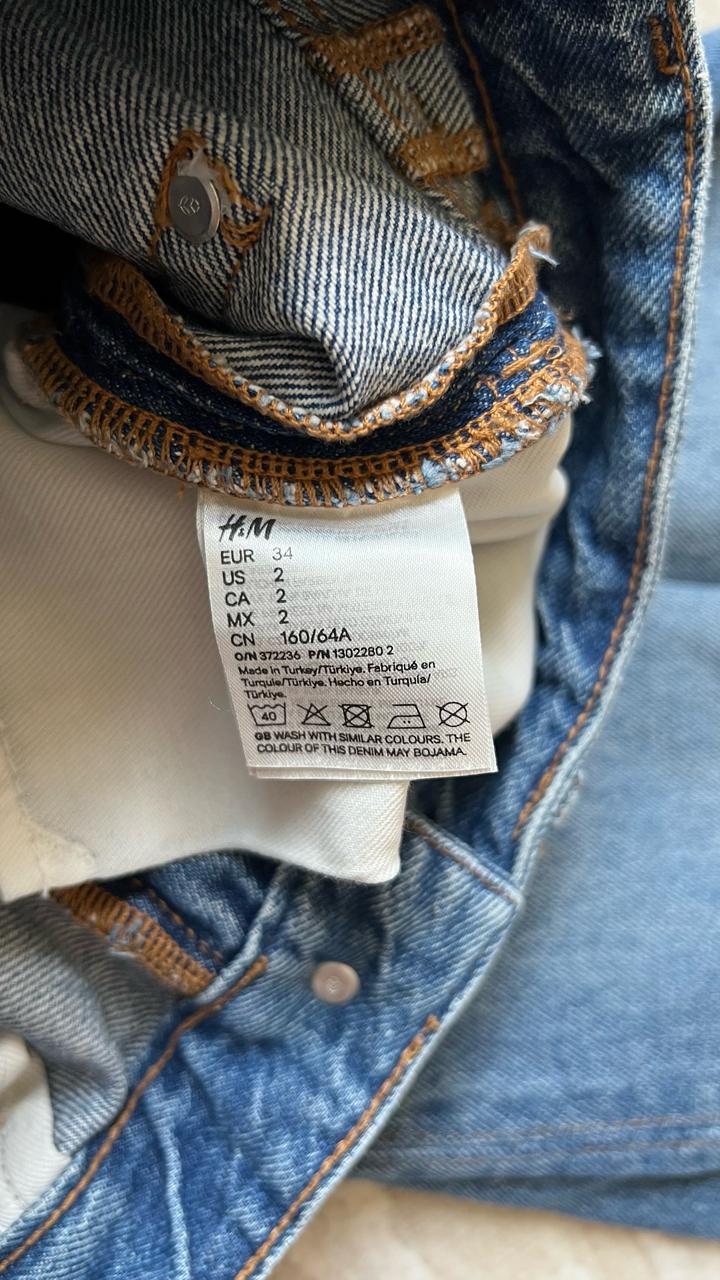 H&M
EUR 34
US 2
CA 2
MX 2
CN 160/64A
O/N 372236 P/N 1302280 2
Made in Turkey/Türkiye. Fabriqué en
Turquie/Türkiye. Hecho en Turquía/
Türkiye.
40
GB WASH WITH SIMILAR COLOURS. THE
COLOUR OF THIS DENIM MAY BOJAMA.